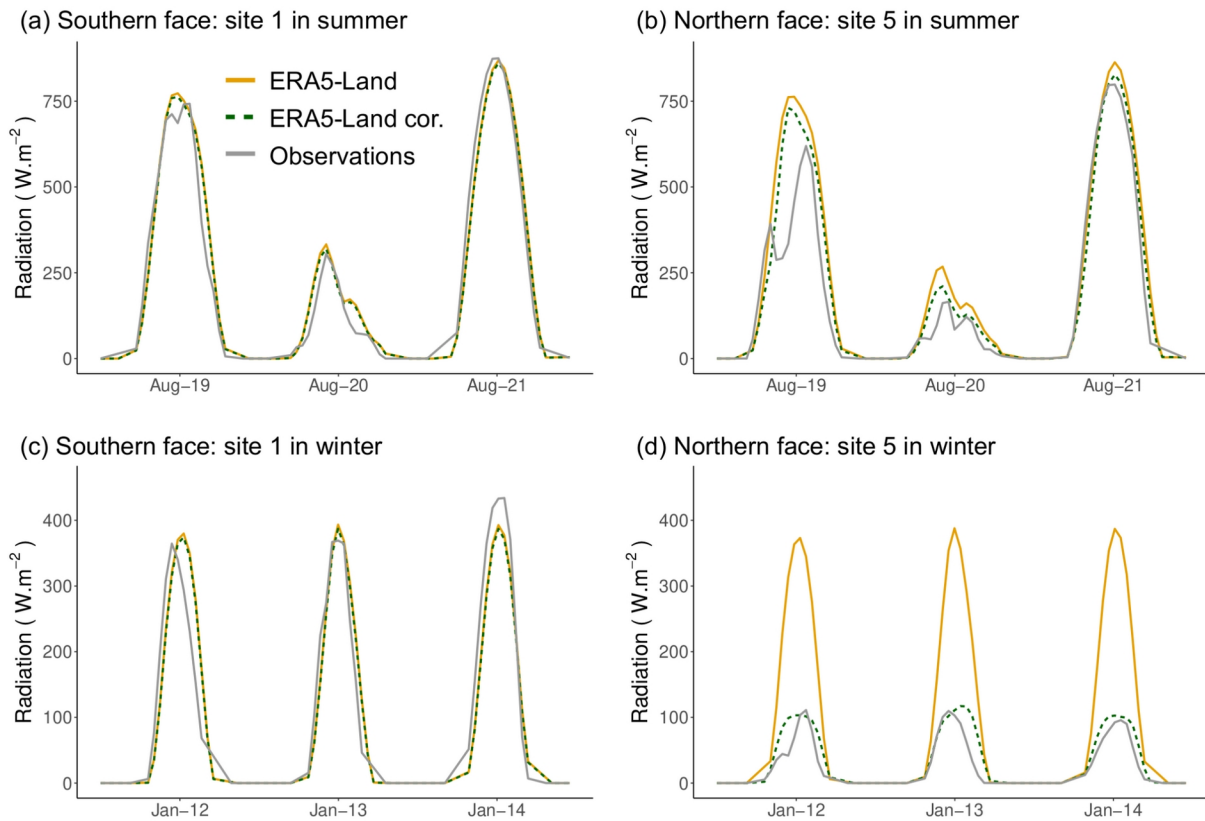 (a) Southern face: site 1 in summer
Radiation ( W.m−2 )
750
500
250
0
Aug−19
Aug−20
Aug−21
ERA5-Land
ERA5-Land cor.
Observations
(b) Northern face: site 5 in summer
Radiation ( W.m−2 )
750
500
250
0
Aug−19
Aug−20
Aug−21
(c) Southern face: site 1 in winter
Radiation ( W.m−2 )
400
300
200
100
0
Jan−12
Jan−13
Jan−14
(d) Northern face: site 5 in winter
Radiation ( W.m−2 )
400
300
200
100
0
Jan−12
Jan−13
Jan−14